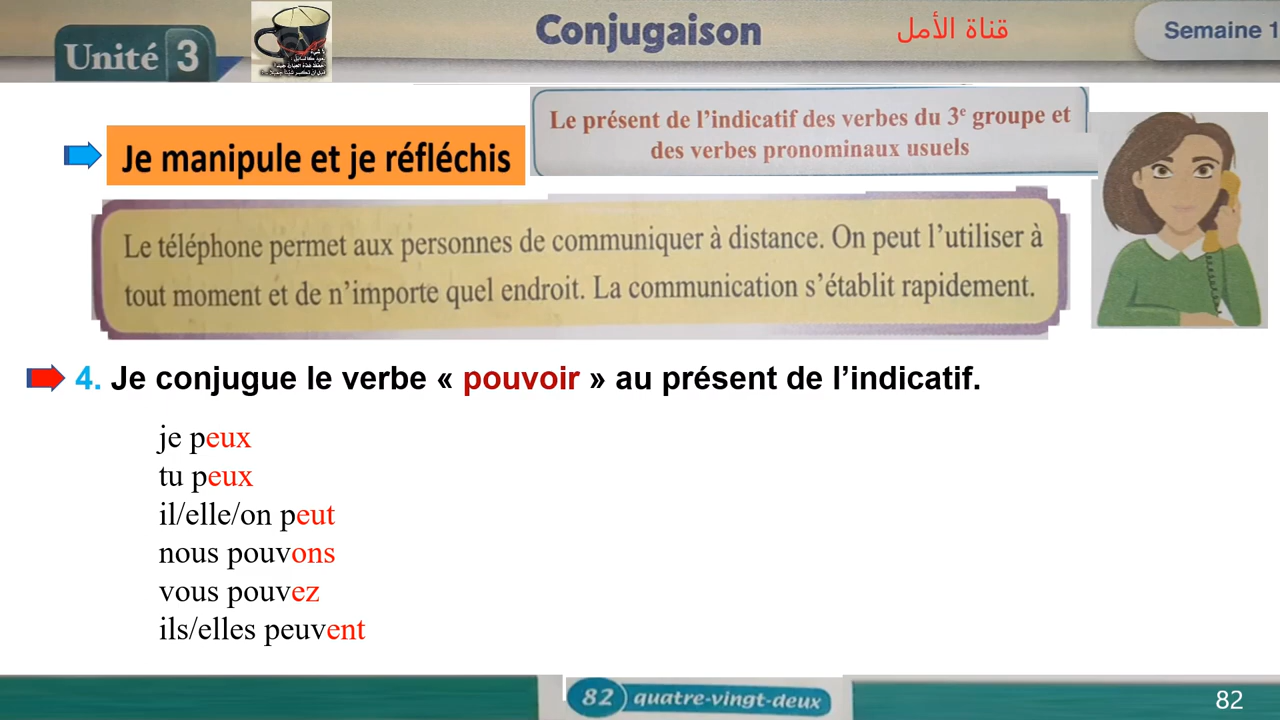 Unité 3
Conjugaison
قناة الأمل
Semaine 1
Je manipule et je réfléchis
Le présent de l'indicatif des verbes du 3e groupe et
des verbes pronominaux usuels
Le téléphone permet aux personnes de communiquer à distance. On peut l'utiliser à
tout moment et de n'importe quel endroit. La communication s'établit rapidement.
4. Je conjugue le verbe « pouvoir » au présent de l'indicatif.
je peux
tu peux
il/elle/on peut
nous pouvons
vous pouvez
ils/elles peuvent
82 quatre-vingt-deux
82